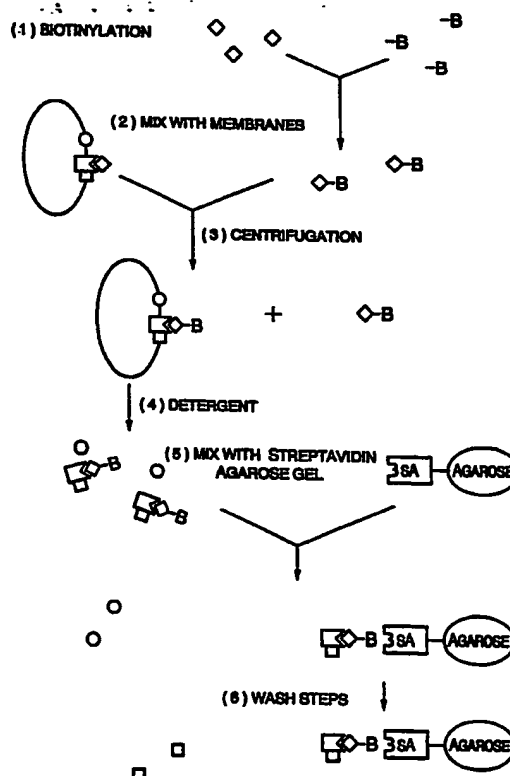 (1) BIOTINYLATION
-B
-B
-B
(2) MIX WITH MEMBRANES
-B
-B
(3) CENTRIFUGATION
-B
+
-B
(4) DETERGENT
-B
(5) MIX WITH STREPTAVIDIN
AGAROSE GEL
SA
AGAROSE
-B
-B
SA
AGAROSE
(6) WASH STEPS
-B
SA
AGAROSE